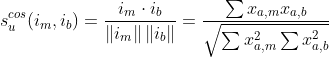 s_u^{cos}(i_m, i_b) = \frac{i_m \cdot i_b}{\|i_m\| \|i_b\|} = \frac{\sum x_{a,m} x_{a,b}}{\sqrt{\sum x_{a,m}^2 \sum x_{a,b}^2}}